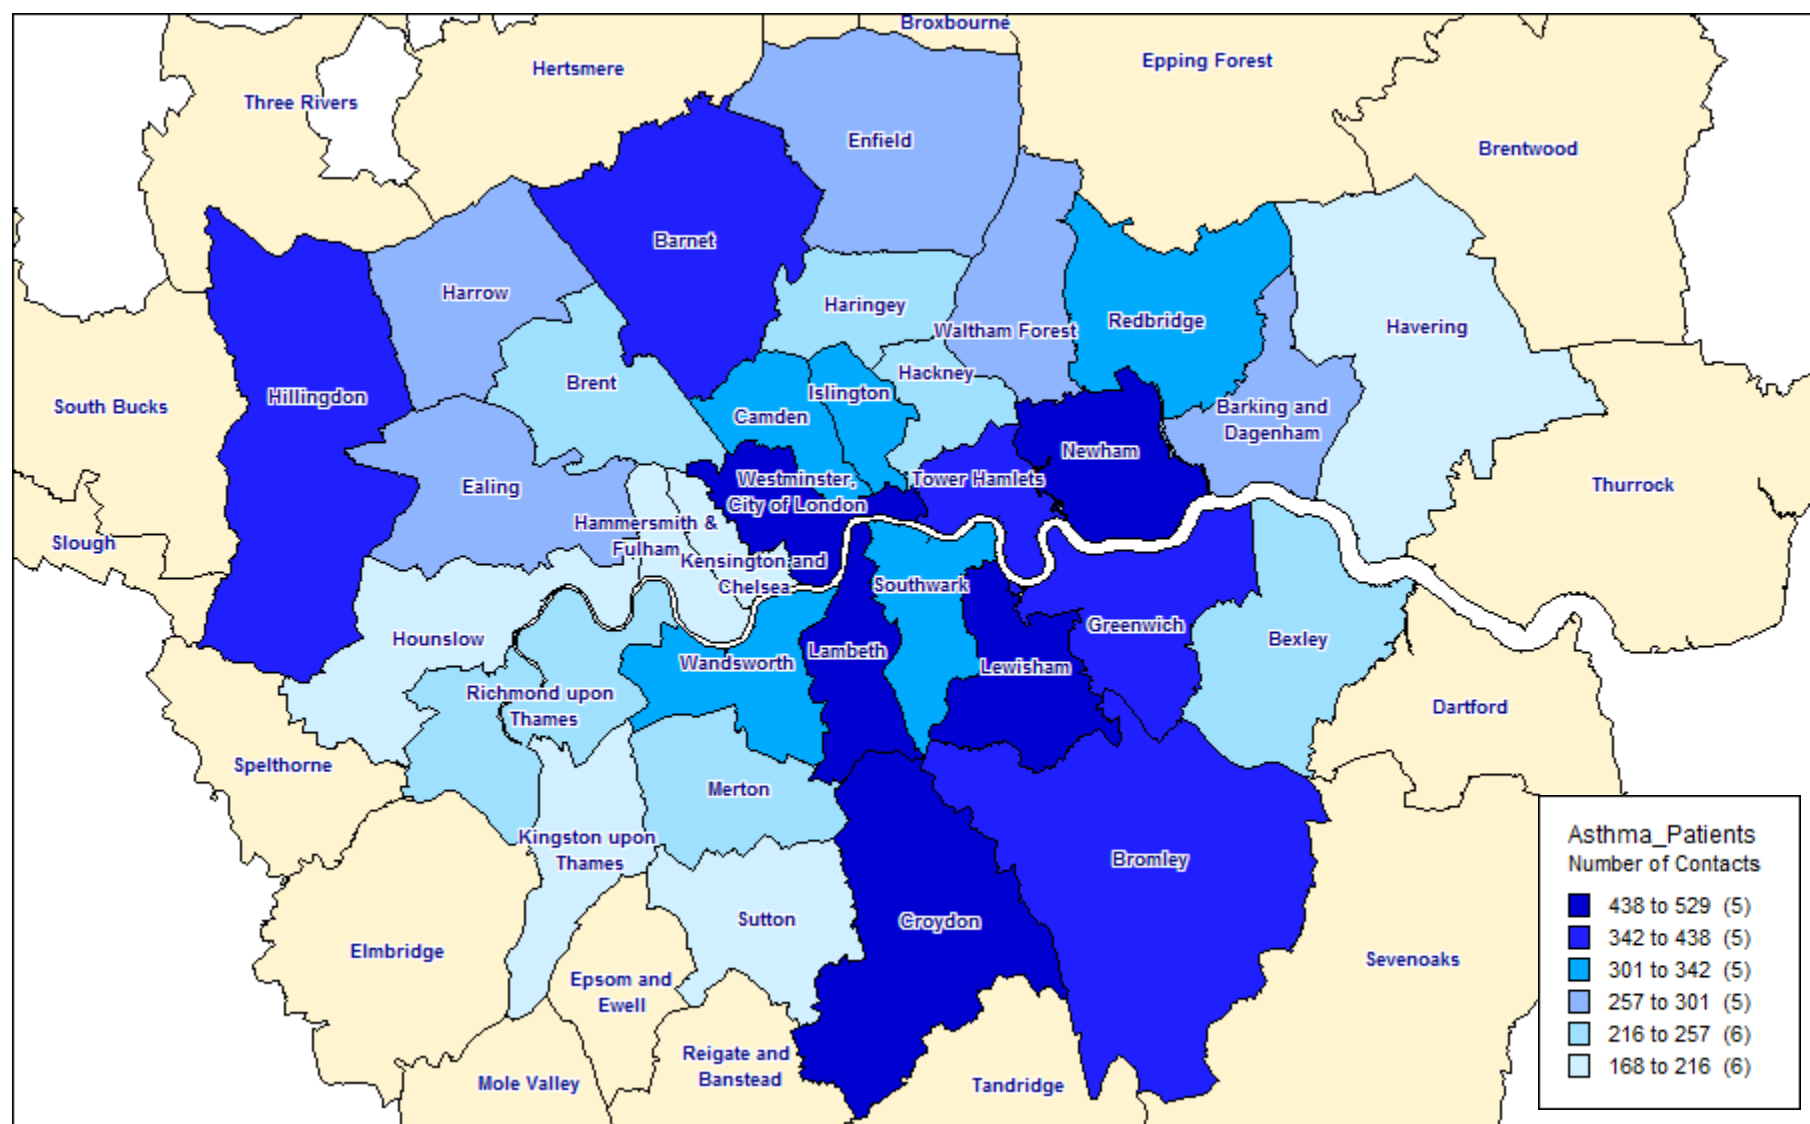 Broxbourne
Hertsmere
Epping Forest
Three Rivers
Enfield
Brentwood
Barnet
Harrow
Haringey
Waltham Forest
Redbridge
Havering
Hackney
Brent
Islington
Hillingdon
South Bucks
Camden
Barking and
Dagenham
Newham
Westminster,
City of London
Tower Hamlets
Ealing
Thurrock
Hammersmith &
Fulham
Slough
Kensington and
Chelsea
Southwark
Greenwich
Hounslow
Bexley
Lambeth
Wandsworth
Lewisham
Richmond upon
Thames
Dartford
Spelthorne
Merton
Kingston upon
Thames
Bromley
Sutton
Croydon
Elmbridge
Sevenoaks
Epsom and
Ewell
Reigate and
Banstead
Mole Valley
Tandridge
Asthma_Patients
Number of Contacts
438 to 529 (5)
342 to 438 (5)
301 to 342 (5)
257 to 301 (5)
216 to 257 (6)
168 to 216 (6)